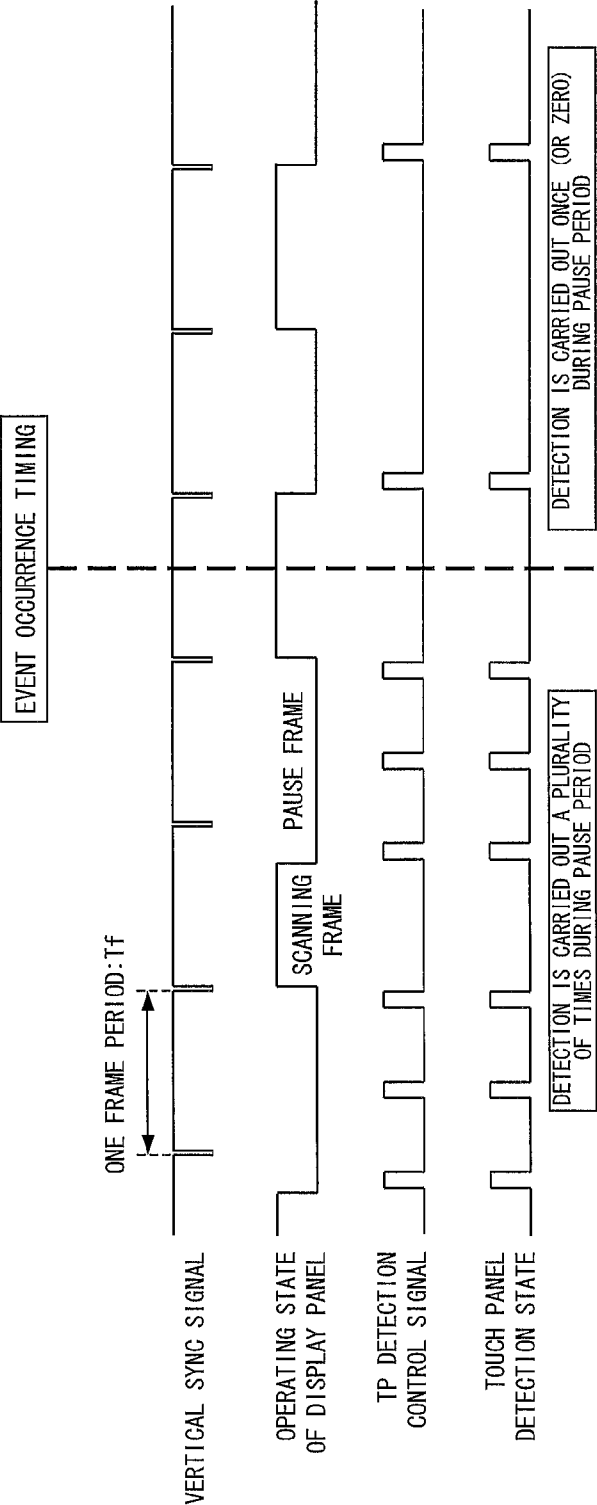 EVENT OCCURRENCE TIMING
ONE FRAME PERIOD:Tf
VERTICAL SYNC SIGNAL
OPERATING STATE
OF DISPLAY PANEL
SCANNING
FRAME
PAUSE FRAME
TP DETECTION
CONTROL SIGNAL
TOUCH PANEL
DETECTION STATE
DETECTION IS CARRIED OUT A PLURALITY
OF TIMES DURING PAUSE PERIOD
DETECTION IS CARRIED OUT ONCE (OR ZERO)
DURING PAUSE PERIOD